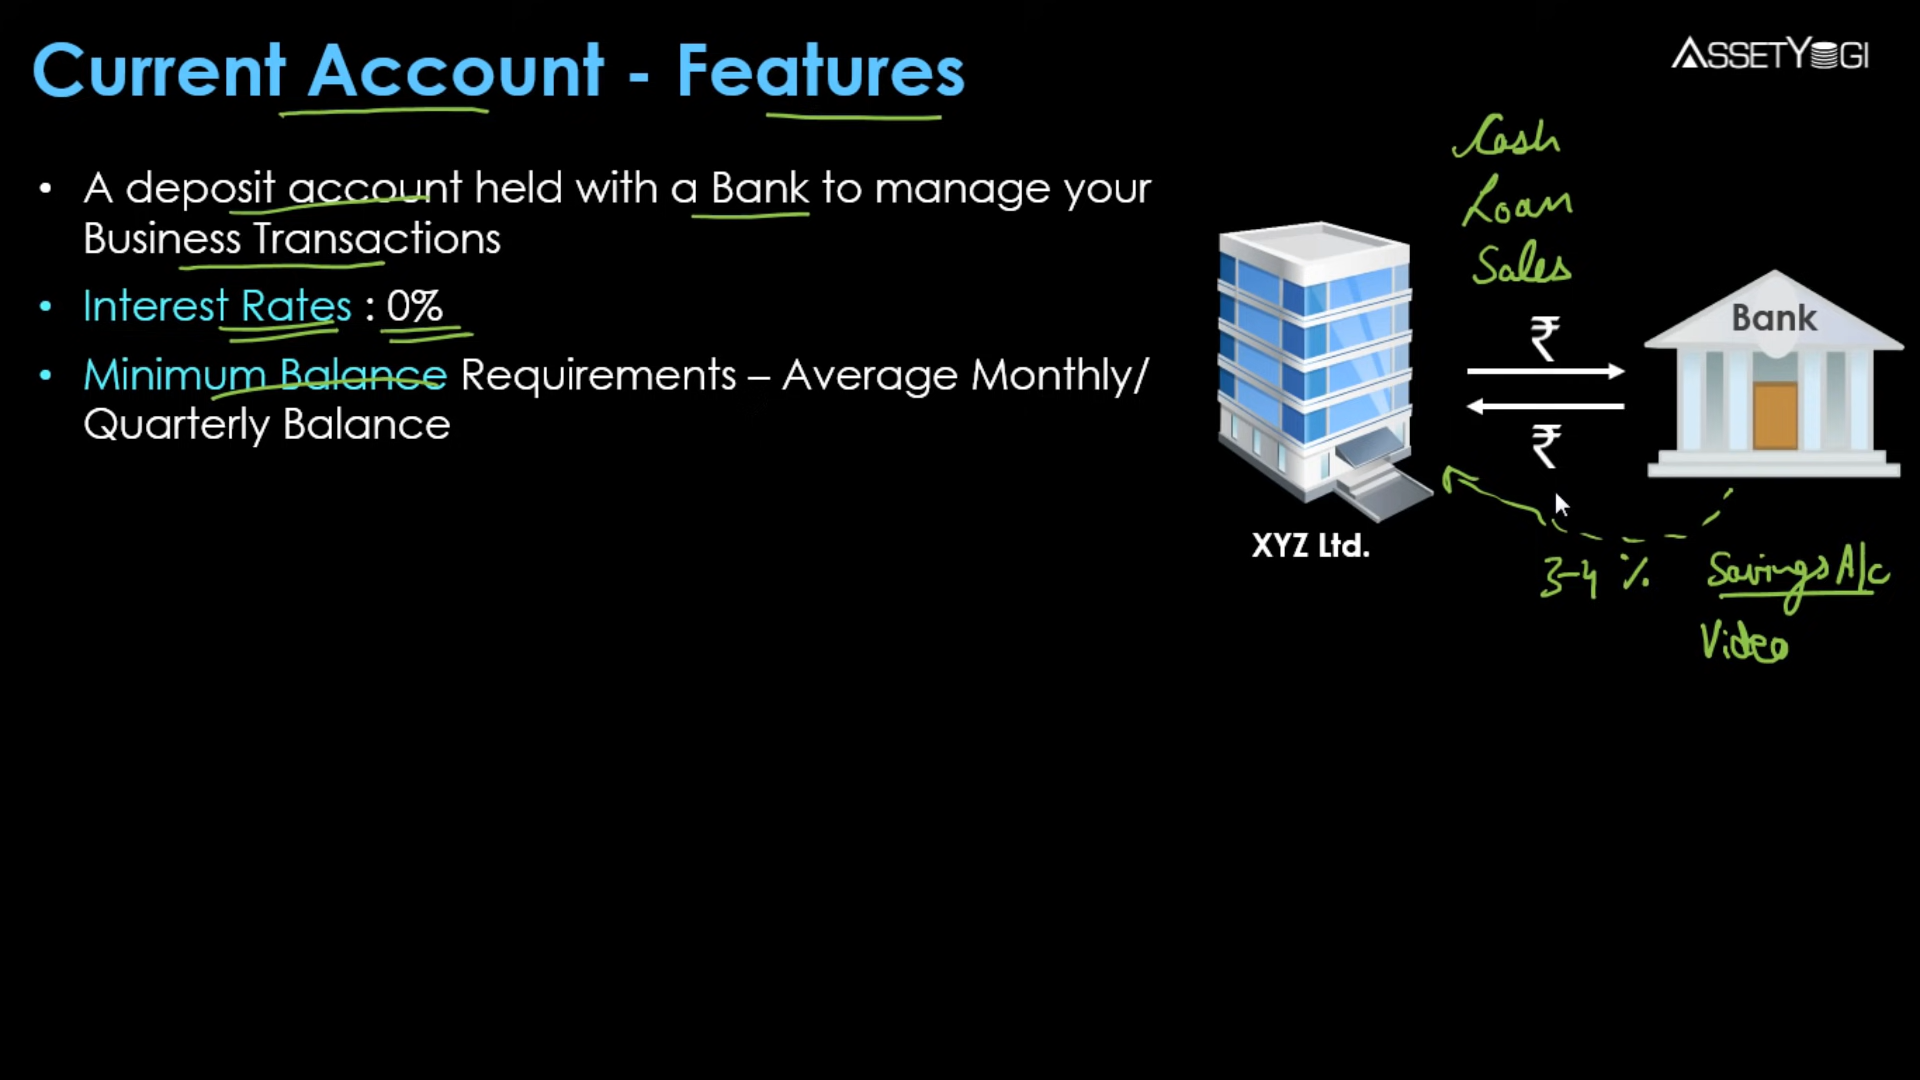 Current Account - Features
ASSETYOGI
• A deposit account held with a Bank to manage your
Business Transactions
• Interest Rates : 0%
• Minimum Balance Requirements – Average Monthly/
Quarterly Balance
Cash
Loan
Sales
₹
₹
Bank
XYZ Ltd.
3-4 %
Savings A/c
Video